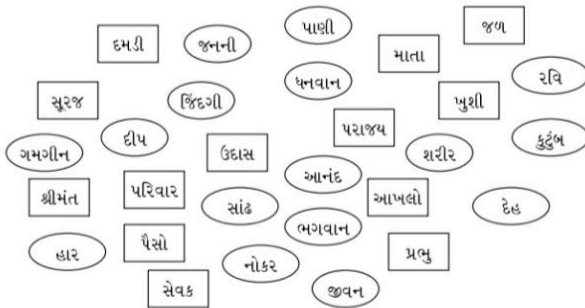 દમડી
જનની
પાણી
માતા
જળ
સૂરજ
જિંદગી
ધનવાન
ખુશી
રવિ
ગમગીન
દીપ
ઉદાસ
પરાજય
શરીર
કુટુંબ
શ્રીમંત
પરિવાર
સાંઢ
આનંદ
આખલો
દેહ
હાર
પૈસો
નોકર
ભગવાન
પ્રભુ
સેવક
જીવન